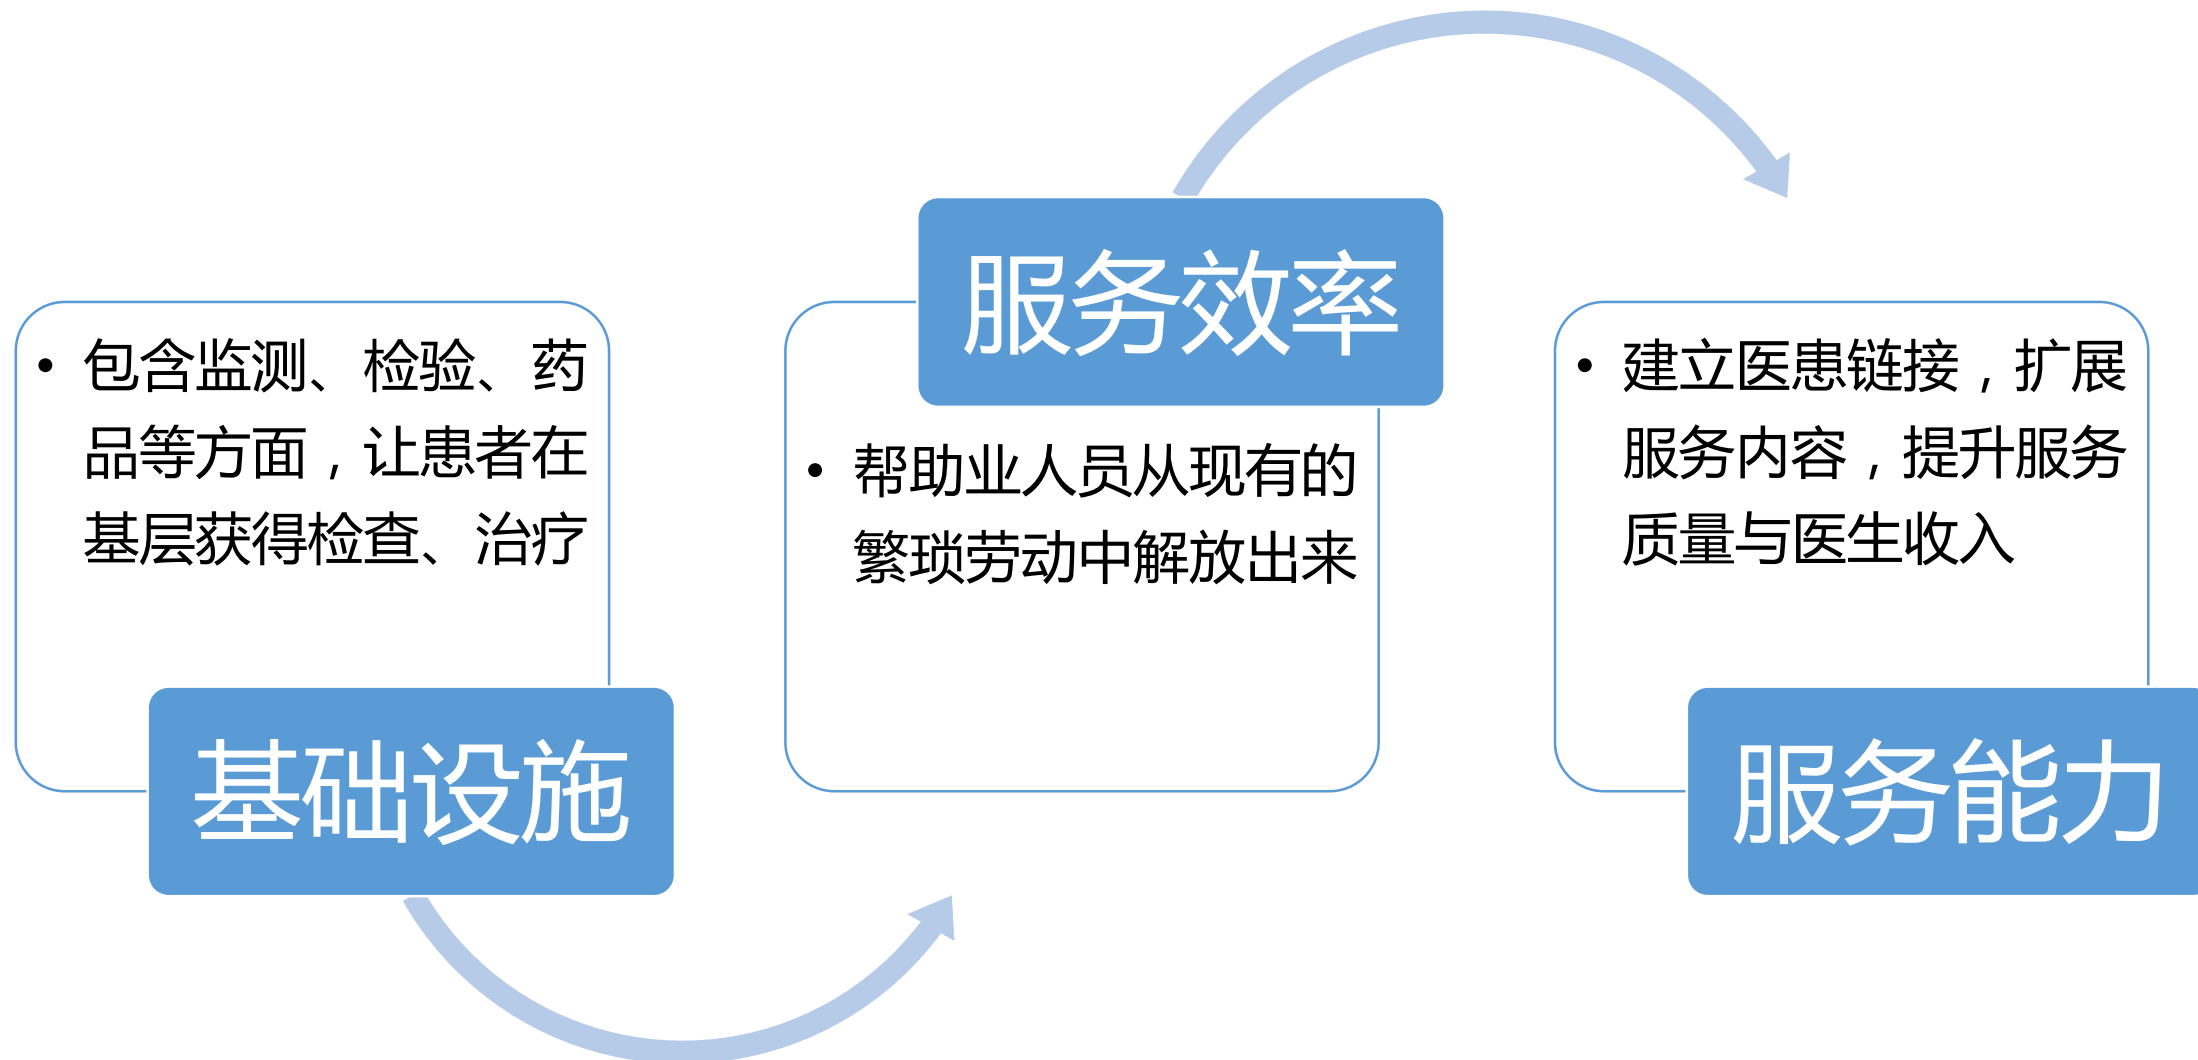 • 包含监测、检验、药
品等方面，让患者在
基层获得检查、治疗
基础设施
服务效率
• 帮助业人员从现有的
繁琐劳动中解放出来
• 建立医患链接，扩展
服务内容，提升服务
质量与医生收入
服务能力